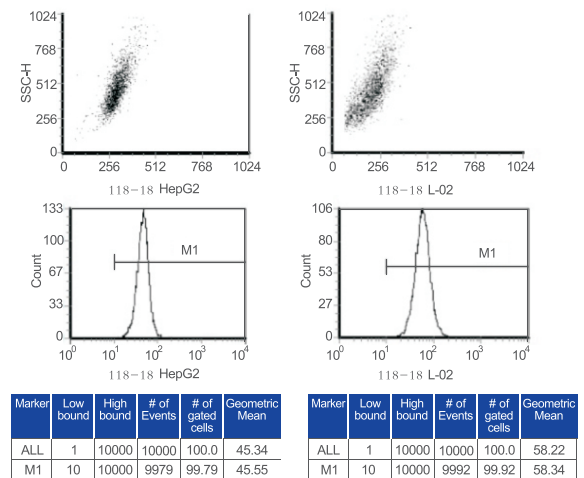 1024
768
512
256
0
SSC-H
0 256 512 768 1024
118-18 HepG2
1024
768
512
256
0
SSC-H
0 256 512 768 1024
118-18 L-02
133
100
67
33
0
Count
M1
10^0 10^1 10^2 10^3 10^4
118-18 HepG2
106
80
53
27
0
Count
M1
10^0 10^1 10^2 10^3 10^4
118-18 L-02
Marker Low bound High bound # of Events # of gated cells Geometric Mean
ALL 1 10000 10000 100.0 45.34
M1 10 10000 9979 99.79 45.55
Marker Low bound High bound # of Events # of gated cells Geometric Mean
ALL 1 10000 10000 100.0 58.22
M1 10 10000 9992 99.92 58.34